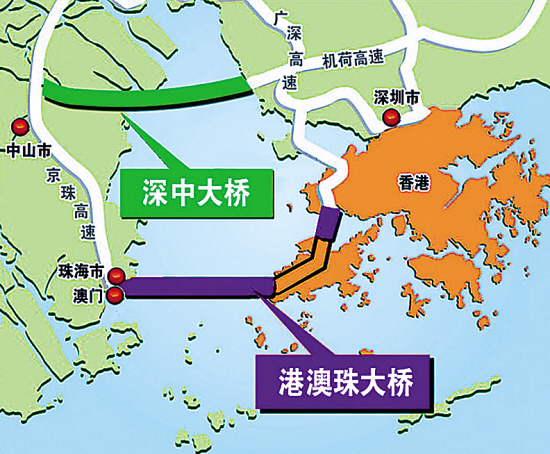 广深高速
机荷高速
深圳市
中山市
京珠高速
深中大桥
香港
珠海市
澳门
港澳珠大桥